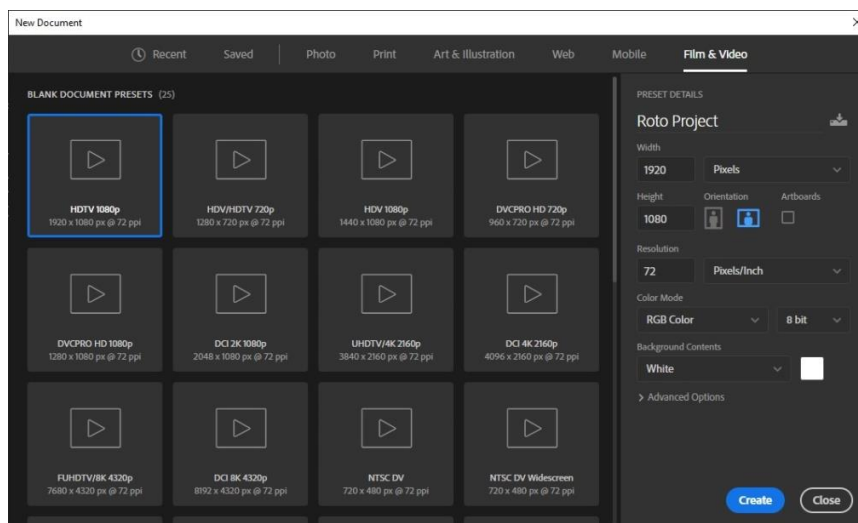 New Document
Recent Saved Photo Print Art & Illustration Web Mobile Film & Video
BLANK DOCUMENT PRESETS (25)
HDTV 1080p
1920 x 1080 px @ 72 ppi
HDV/HDTV 720p
1280 x 720 px @ 72 ppi
HDV 1080p
1440 x 1080 px @ 72 ppi
DVCPRO HD 720p
960 x 720 px @ 72 ppi
DVCPRO HD 1080p
1280 x 1080 px @ 72 ppi
DCI 2K 1080p
2048 x 1080 px @ 72 ppi
UHDTV/4K 2160p
3840 x 2160 px @ 72 ppi
DCI 4K 2160p
4096 x 2160 px @ 72 ppi
FUHDTV/8K 4320p
7680 x 4320 px @ 72 ppi
DCI 8K 4320p
8192 x 4320 px @ 72 ppi
NTSC DV
720 x 480 px @ 72 ppi
NTSC DV Widescreen
720 x 480 px @ 72 ppi
PRESET DETAILS
Roto Project
Width
1920 Pixels
Height Orientation Artboards
1080
Resolution
72 Pixels/Inch
Color Mode
RGB Color 8 bit
Background Contents
White
Advanced Options
Create Close